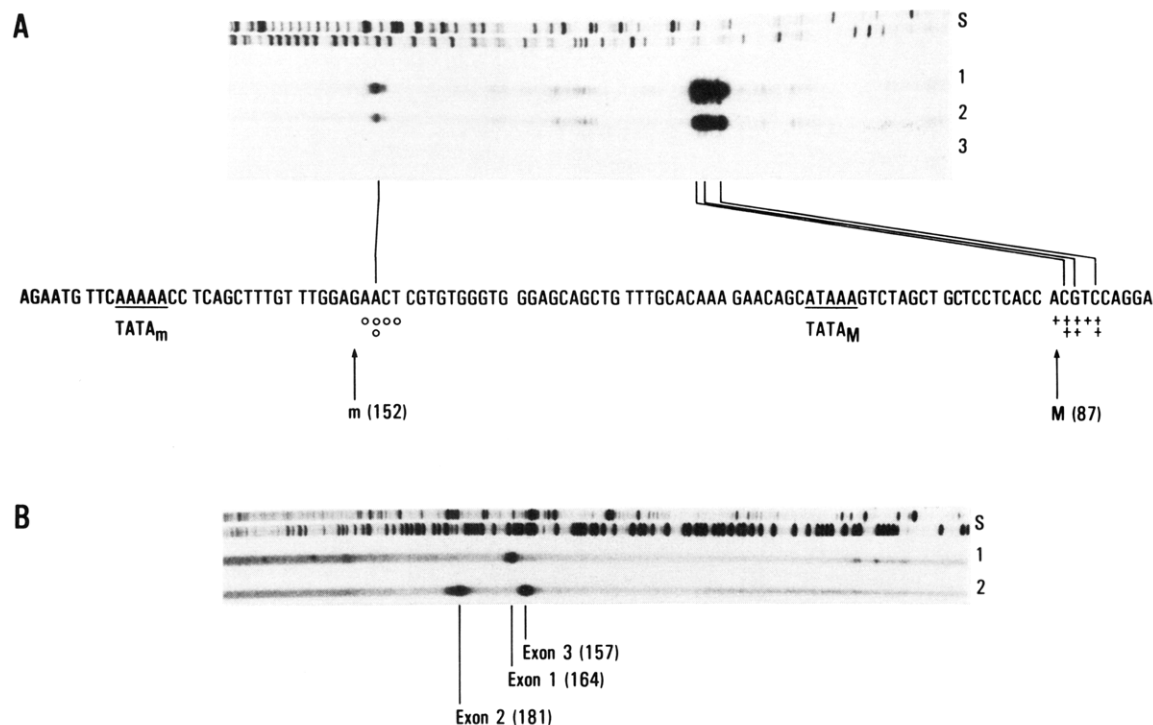 A
S
1
2
3
AGAATG TTCAAAAACC TCAGCTTTGT TTGGAGAACT CGTGTGGGTG GGAGCAGCTG TTTGCACAAA GAACAGCATAAAGTCTAGCT GCTCCTCACC ACGTCCAGGA
TATAm
TATAM
m (152)
M (87)
B
S
1
2
Exon 3 (157)
Exon 1 (164)
Exon 2 (181)